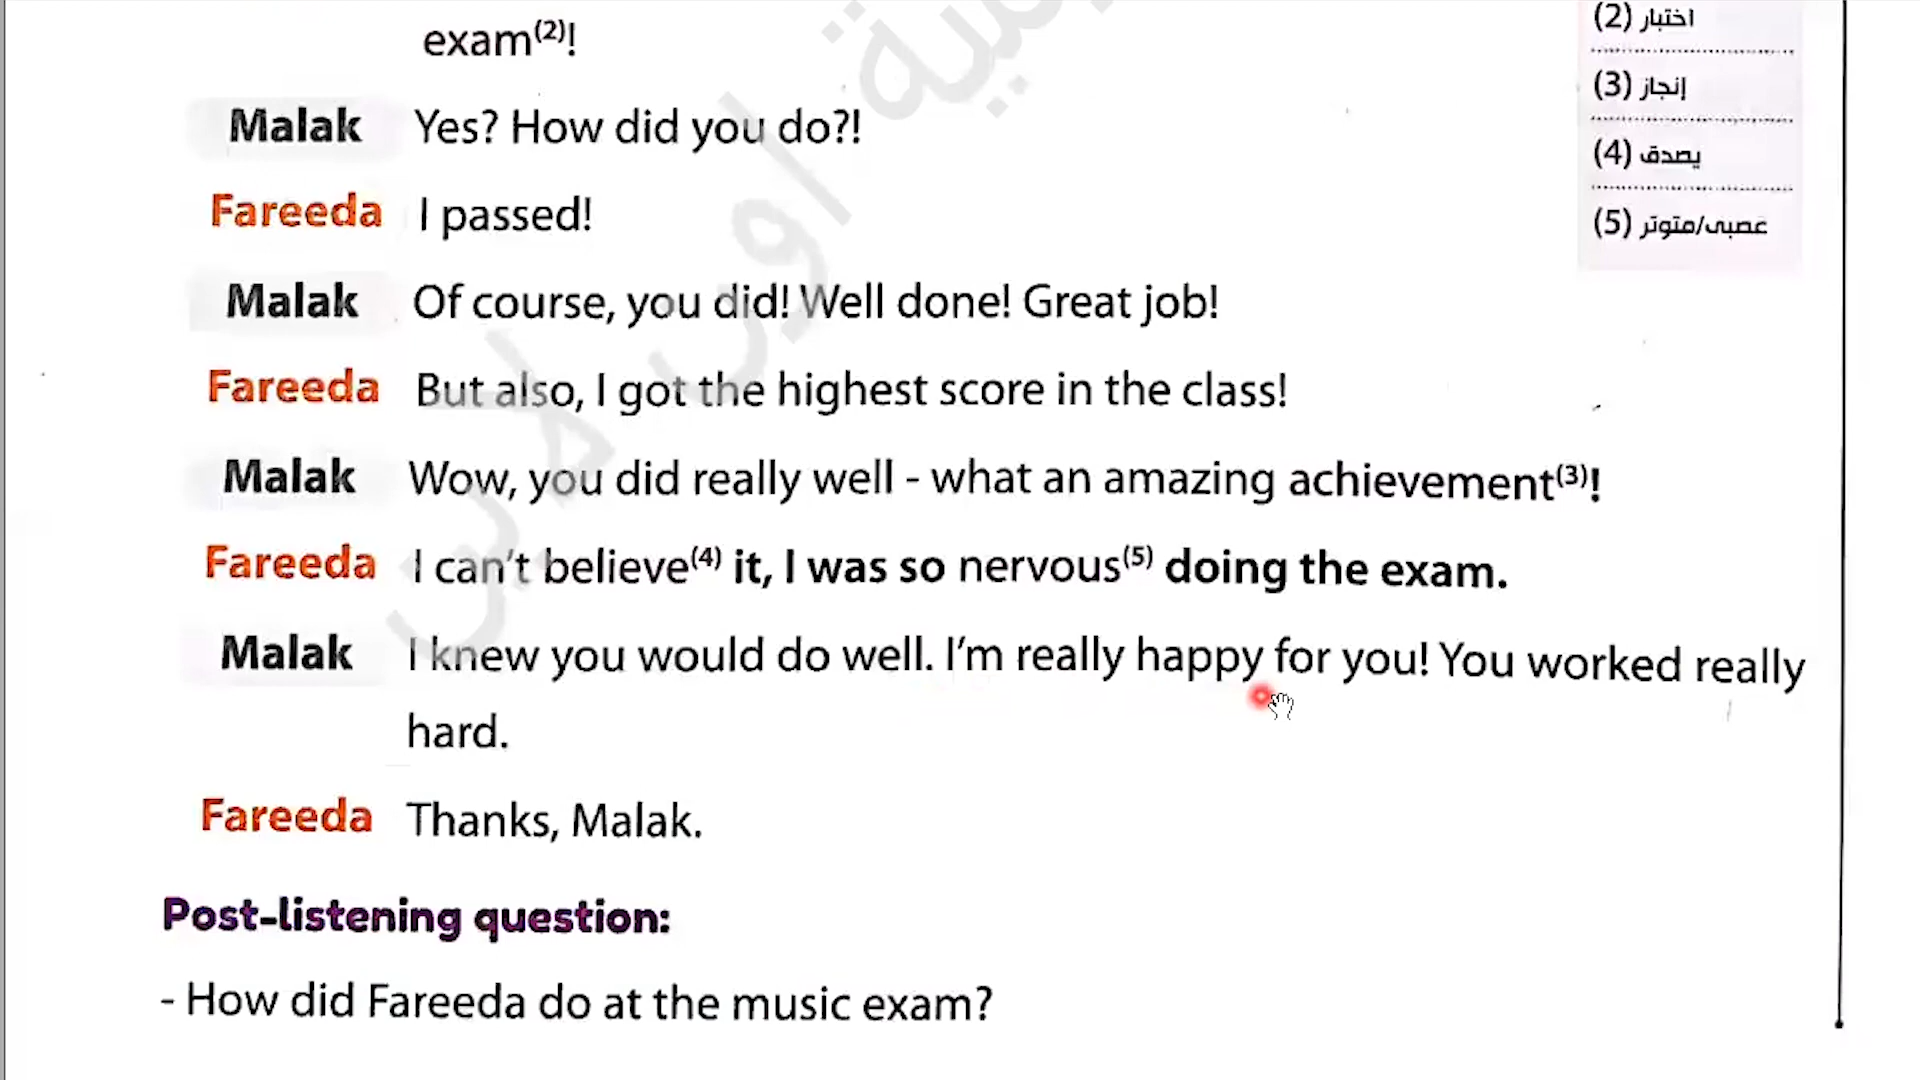 exam(2)!
Malak Yes? How did you do?!
Fareeda I passed!
Malak Of course, you did! Well done! Great job!
Fareeda But also, I got the highest score in the class!
Malak Wow, you did really well - what an amazing achievement(3)!
Fareeda I can't believe(4) it, I was so nervous(5) doing the exam.
Malak I knew you would do well. I'm really happy for you! You worked really
hard.
Fareeda Thanks, Malak.
Post-listening question:
- How did Fareeda do at the music exam?
(2) اختبار
(3) إنجاز
(4) يصدق
(5) عصبى/متوتر